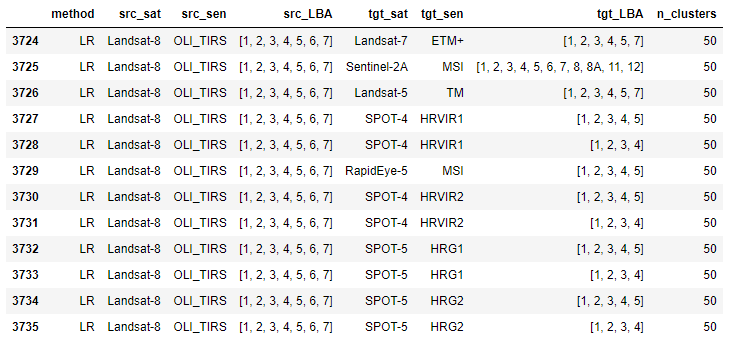 method src_sat src_sen src_LBA tgt_sat tgt_sen tgt_LBA n_clusters
3724 LR Landsat-8 OLI_TIRS [1, 2, 3, 4, 5, 6, 7] Landsat-7 ETM+ [1, 2, 3, 4, 5, 7] 50
3725 LR Landsat-8 OLI_TIRS [1, 2, 3, 4, 5, 6, 7] Sentinel-2A MSI [1, 2, 3, 4, 5, 6, 7, 8, 8A, 11, 12] 50
3726 LR Landsat-8 OLI_TIRS [1, 2, 3, 4, 5, 6, 7] Landsat-5 TM [1, 2, 3, 4, 5, 7] 50
3727 LR Landsat-8 OLI_TIRS [1, 2, 3, 4, 5, 6, 7] SPOT-4 HRVIR1 [1, 2, 3, 4, 5] 50
3728 LR Landsat-8 OLI_TIRS [1, 2, 3, 4, 5, 6, 7] SPOT-4 HRVIR1 [1, 2, 3, 4] 50
3729 LR Landsat-8 OLI_TIRS [1, 2, 3, 4, 5, 6, 7] RapidEye-5 MSI [1, 2, 3, 4, 5] 50
3730 LR Landsat-8 OLI_TIRS [1, 2, 3, 4, 5, 6, 7] SPOT-4 HRVIR2 [1, 2, 3, 4, 5] 50
3731 LR Landsat-8 OLI_TIRS [1, 2, 3, 4, 5, 6, 7] SPOT-4 HRVIR2 [1, 2, 3, 4] 50
3732 LR Landsat-8 OLI_TIRS [1, 2, 3, 4, 5, 6, 7] SPOT-5 HRG1 [1, 2, 3, 4, 5] 50
3733 LR Landsat-8 OLI_TIRS [1, 2, 3, 4, 5, 6, 7] SPOT-5 HRG1 [1, 2, 3, 4] 50
3734 LR Landsat-8 OLI_TIRS [1, 2, 3, 4, 5, 6, 7] SPOT-5 HRG2 [1, 2, 3, 4, 5] 50
3735 LR Landsat-8 OLI_TIRS [1, 2, 3, 4, 5, 6, 7] SPOT-5 HRG2 [1, 2, 3, 4] 50